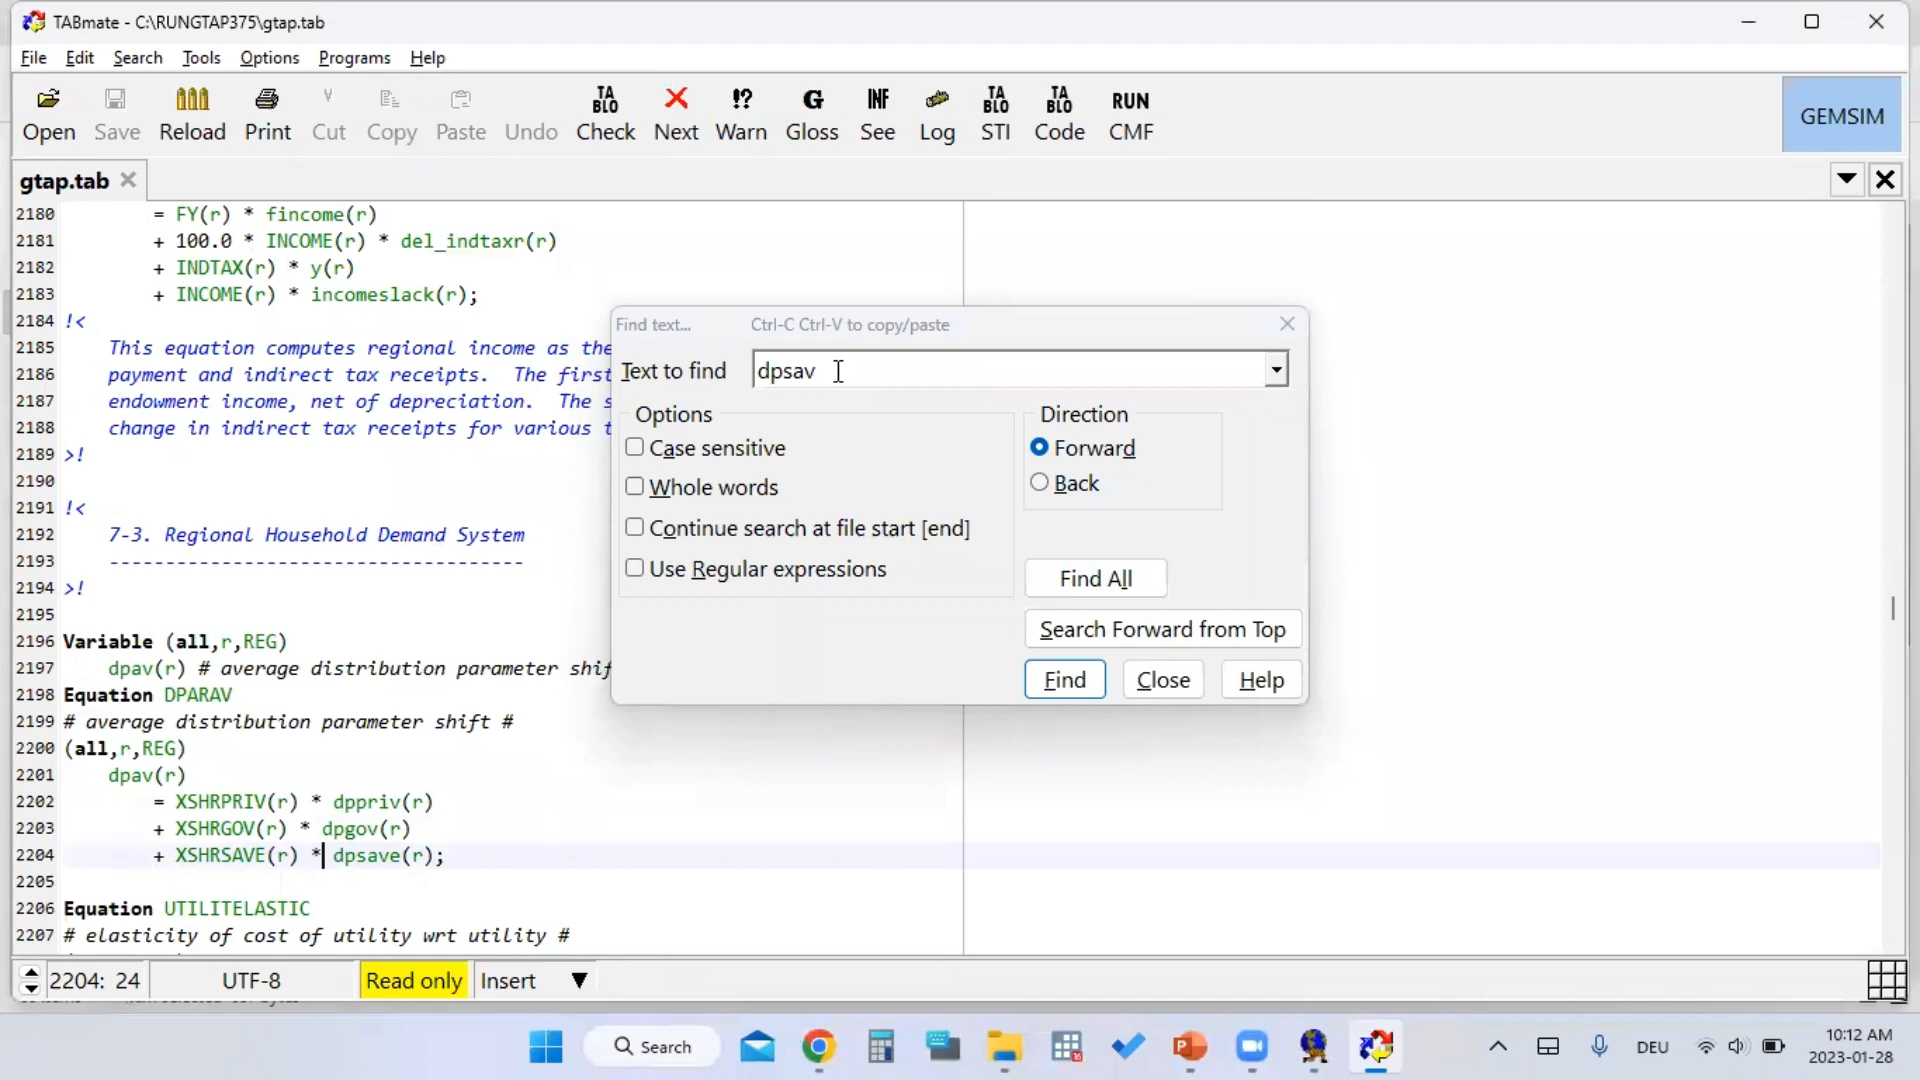 TABmate - C:\RUNGTAP375\gtap.tab
File Edit Search Tools Options Programs Help
TA BLO !? G INF TA BLO TA BLO RUN
Open Save Reload Print Cut Copy Paste Undo Check Next Warn Gloss See Log STI Code CMF
GEMSIM
gtap.tab
2180 = FY(r) * fincome(r)
2181 + 100.0 * INCOME(r) * del_indtaxr(r)
2182 + INDTAX(r) * y(r)
2183 + INCOME(r) * incomeslack(r);
2184 !<
2185 This equation computes regional income as the
2186 payment and indirect tax receipts. The first
2187 endowment income, net of depreciation. The s
2188 change in indirect tax receipts for various t
2189 >!
2190
2191 !<
2192 7-3. Regional Household Demand System
2193 -------------------------------------
2194 >!
2195
2196 Variable (all,r,REG)
2197 dpav(r) # average distribution parameter shif
2198 Equation DPARAV
2199 # average distribution parameter shift #
2200 (all,r,REG)
2201 dpav(r)
2202 = XSHRPRIV(r) * dppriv(r)
2203 + XSHRGOV(r) * dpgov(r)
2204 + XSHRSAVE(r) * dpsave(r);
2205
2206 Equation UTILITELASTIC
2207 # elasticity of cost of utility wrt utility #
Find text... Ctrl-C Ctrl-V to copy/paste
Text to find dpsav
Options
Case sensitive
Whole words
Continue search at file start [end]
Use Regular expressions
Direction
Forward
Back
Find All
Search Forward from Top
Find Close Help
2204: 24 UTF-8 Read only Insert
Search
DEU
10:12 AM
2023-01-28